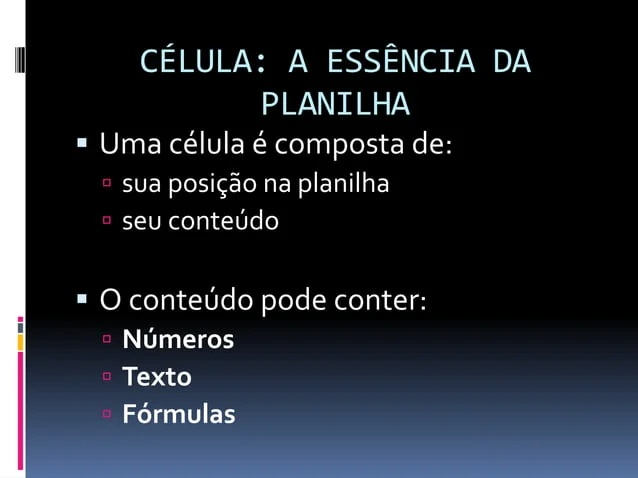 CÉLULA: A ESSÊNCIA DA
PLANILHA
Uma célula é composta de:
sua posição na planilha
seu conteúdo
O conteúdo pode conter:
Números
Texto
Fórmulas